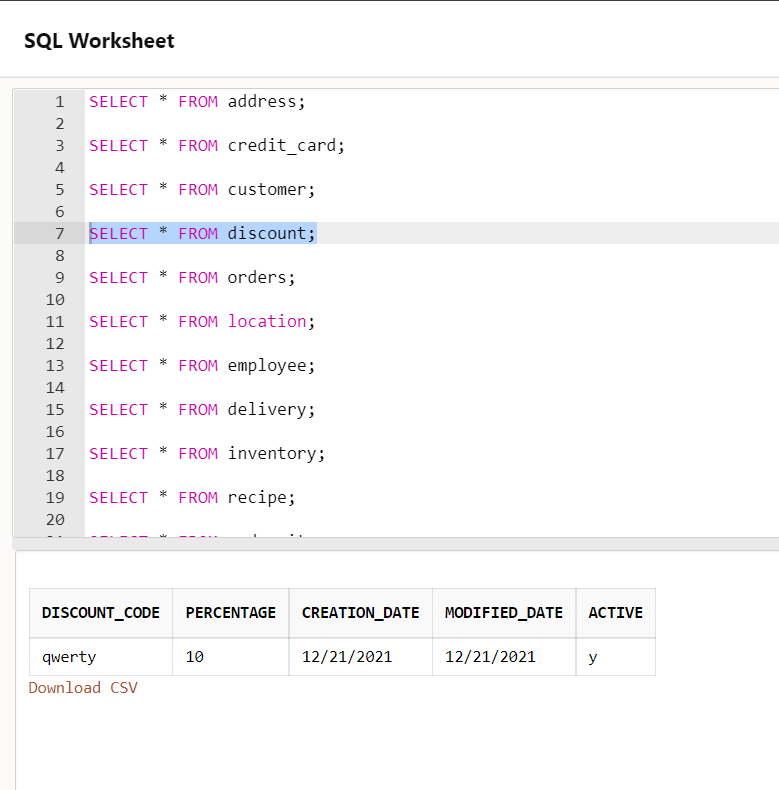 SQL Worksheet
1 SELECT * FROM address;
2
3 SELECT * FROM credit_card;
4
5 SELECT * FROM customer;
6
7 SELECT * FROM discount;
8
9 SELECT * FROM orders;
10
11 SELECT * FROM location;
12
13 SELECT * FROM employee;
14
15 SELECT * FROM delivery;
16
17 SELECT * FROM inventory;
18
19 SELECT * FROM recipe;
20
DISCOUNT_CODE PERCENTAGE CREATION_DATE MODIFIED_DATE ACTIVE
qwerty 10 12/21/2021 12/21/2021 y
Download CSV